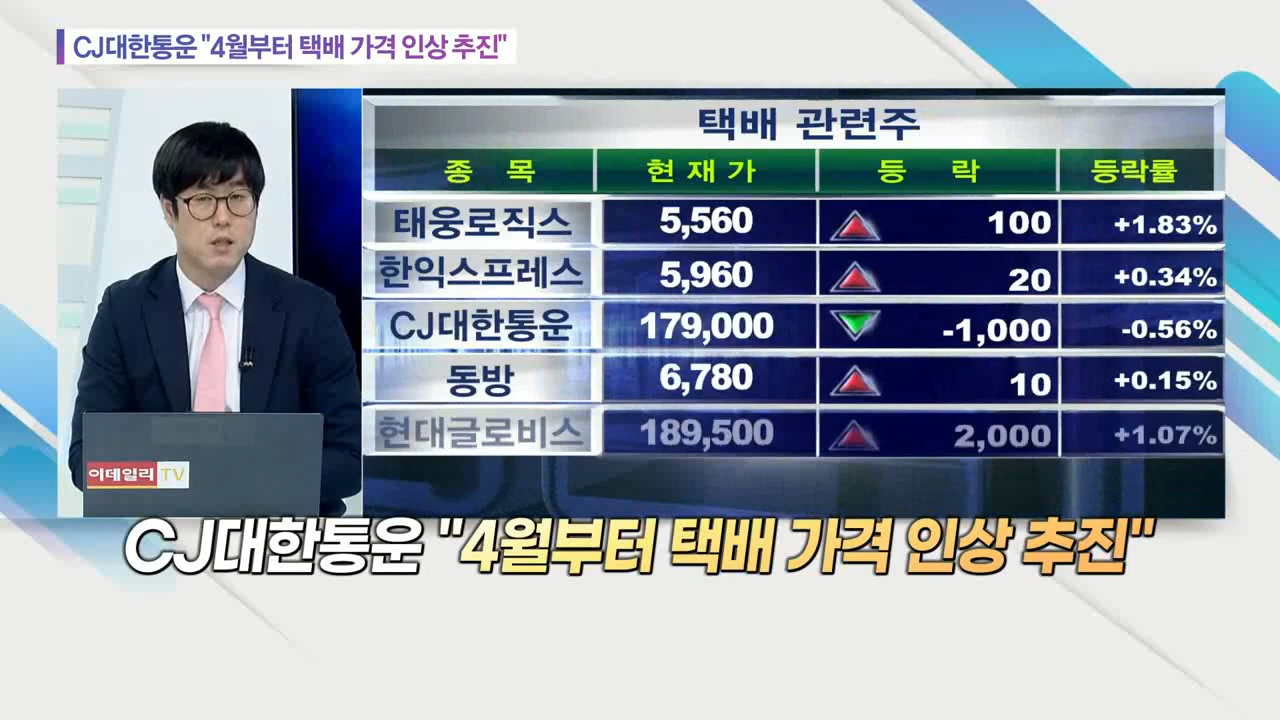 CJ대한통운 "4월부터 택배 가격 인상 추진"
택배 관련주
종 목 현 재 가 등 락 등락률
태웅로직스 5,560 100 +1.83%
한익스프레스 5,960 20 +0.34%
CJ대한통운 179,000 -1,000 -0.56%
동방 6,780 10 +0.15%
현대글로비스 189,500 2,000 +1.07%
이데일리 TV
CJ대한통운 "4월부터 택배 가격 인상 추진"